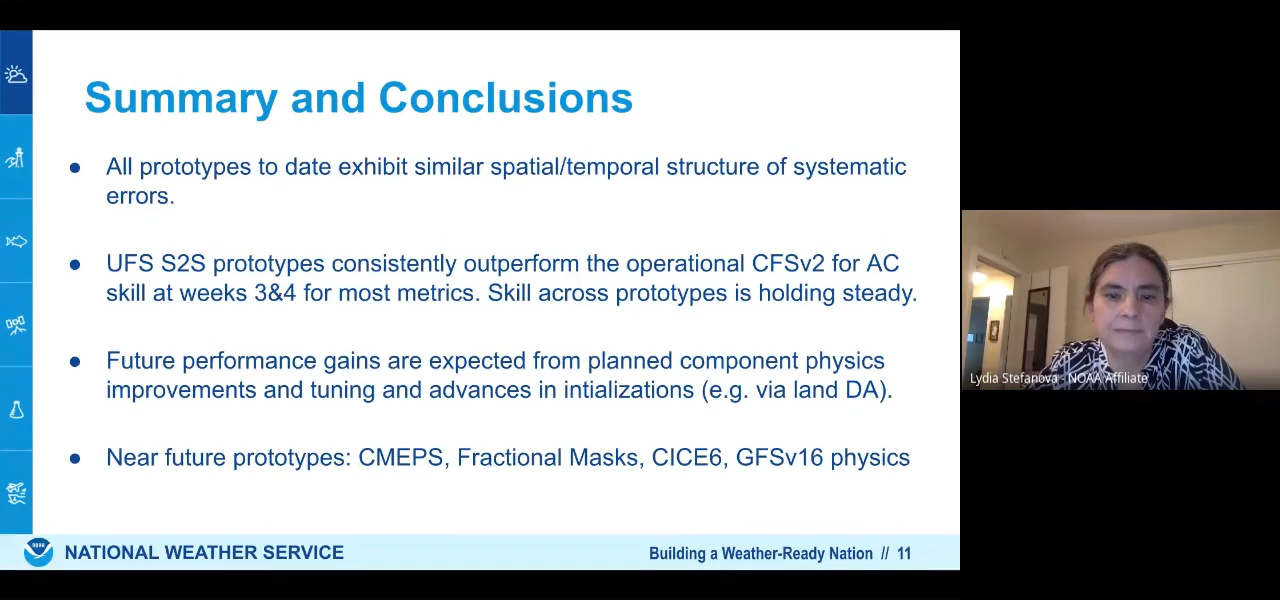 Summary and Conclusions
● All prototypes to date exhibit similar spatial/temporal structure of systematic
errors.
● UFS S2S prototypes consistently outperform the operational CFSv2 for AC
skill at weeks 3&4 for most metrics. Skill across prototypes is holding steady.
● Future performance gains are expected from planned component physics
improvements and tuning and advances in intializations (e.g. via land DA).
● Near future prototypes: CMEPS, Fractional Masks, CICE6, GFSv16 physics
NOAA
NATIONAL WEATHER SERVICE
Building a Weather-Ready Nation // 11
Lydia Stefanova - NOAA Affiliate